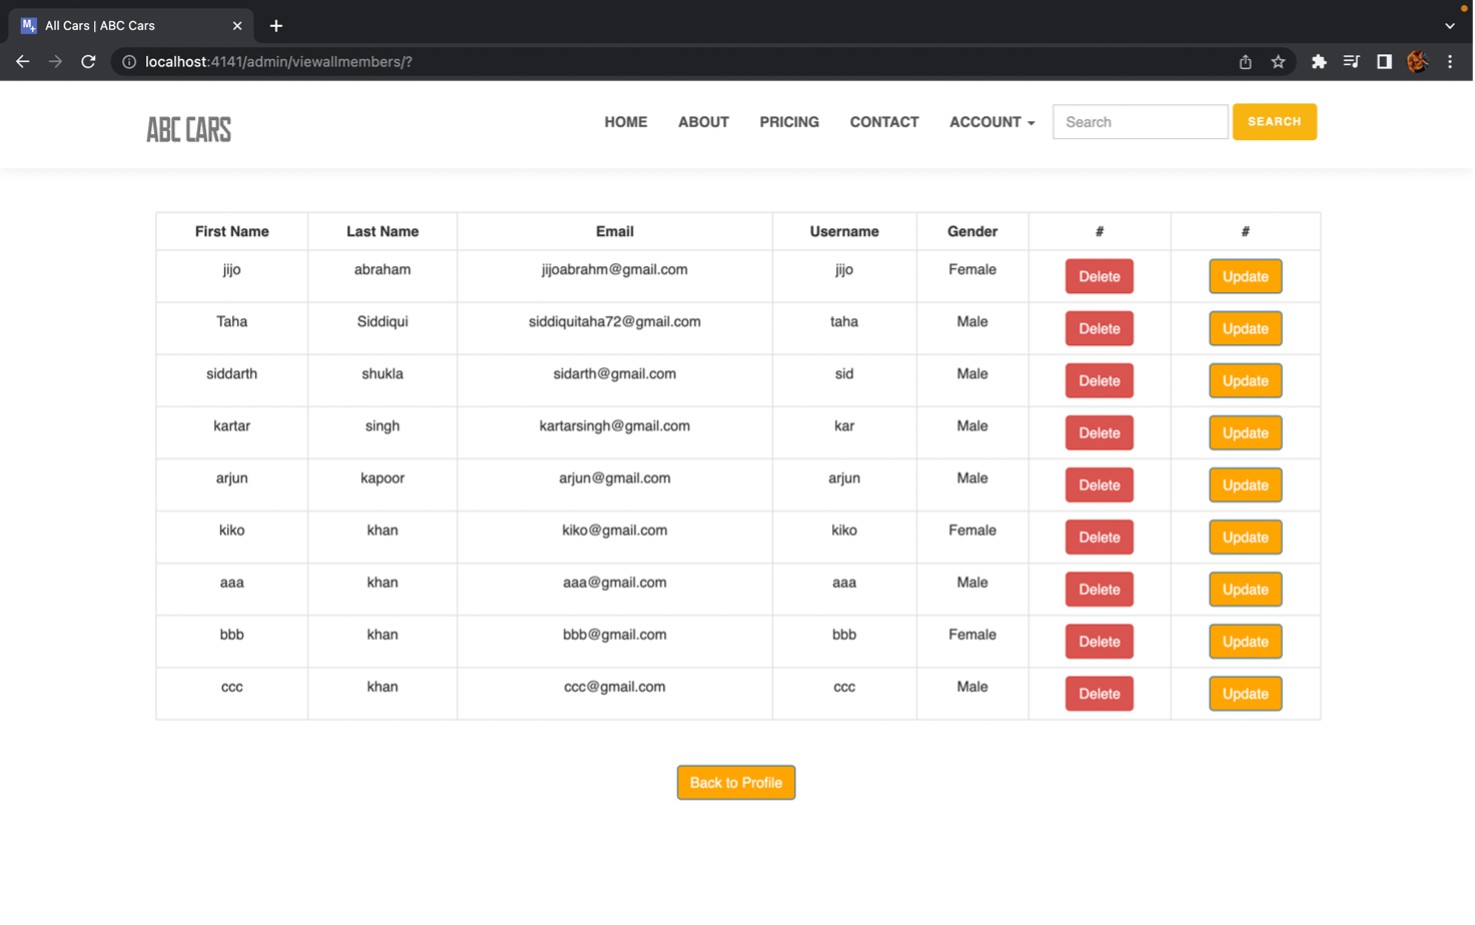 All Cars | ABC Cars
localhost:4141/admin/viewallmembers/?
ABC CARS HOME ABOUT PRICING CONTACT ACCOUNT Search SEARCH
First Name Last Name Email Username Gender # #
jijo abraham jijoabrahm@gmail.com jijo Female Delete Update
Taha Siddiqui siddiquitaha72@gmail.com taha Male Delete Update
siddarth shukla sidarth@gmail.com sid Male Delete Update
kartar singh kartarsingh@gmail.com kar Male Delete Update
arjun kapoor arjun@gmail.com arjun Male Delete Update
kiko khan kiko@gmail.com kiko Female Delete Update
aaa khan aaa@gmail.com aaa Male Delete Update
bbb khan bbb@gmail.com bbb Female Delete Update
ccc khan ccc@gmail.com ccc Male Delete Update
Back to Profile